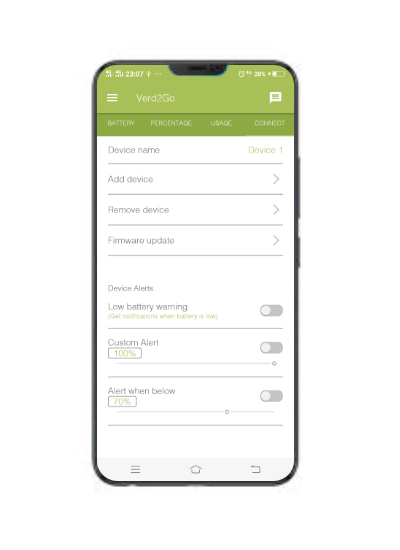 23:07
28%
Verd2Go
BATTERY PERCENTAGE USAGE CONNECT
Device name Device 1
Add device
Remove device
Firmware update
Device Alerts
Low battery warning
(Get notifications when battery is low)
Custom Alert
100%
Alert when below
70%